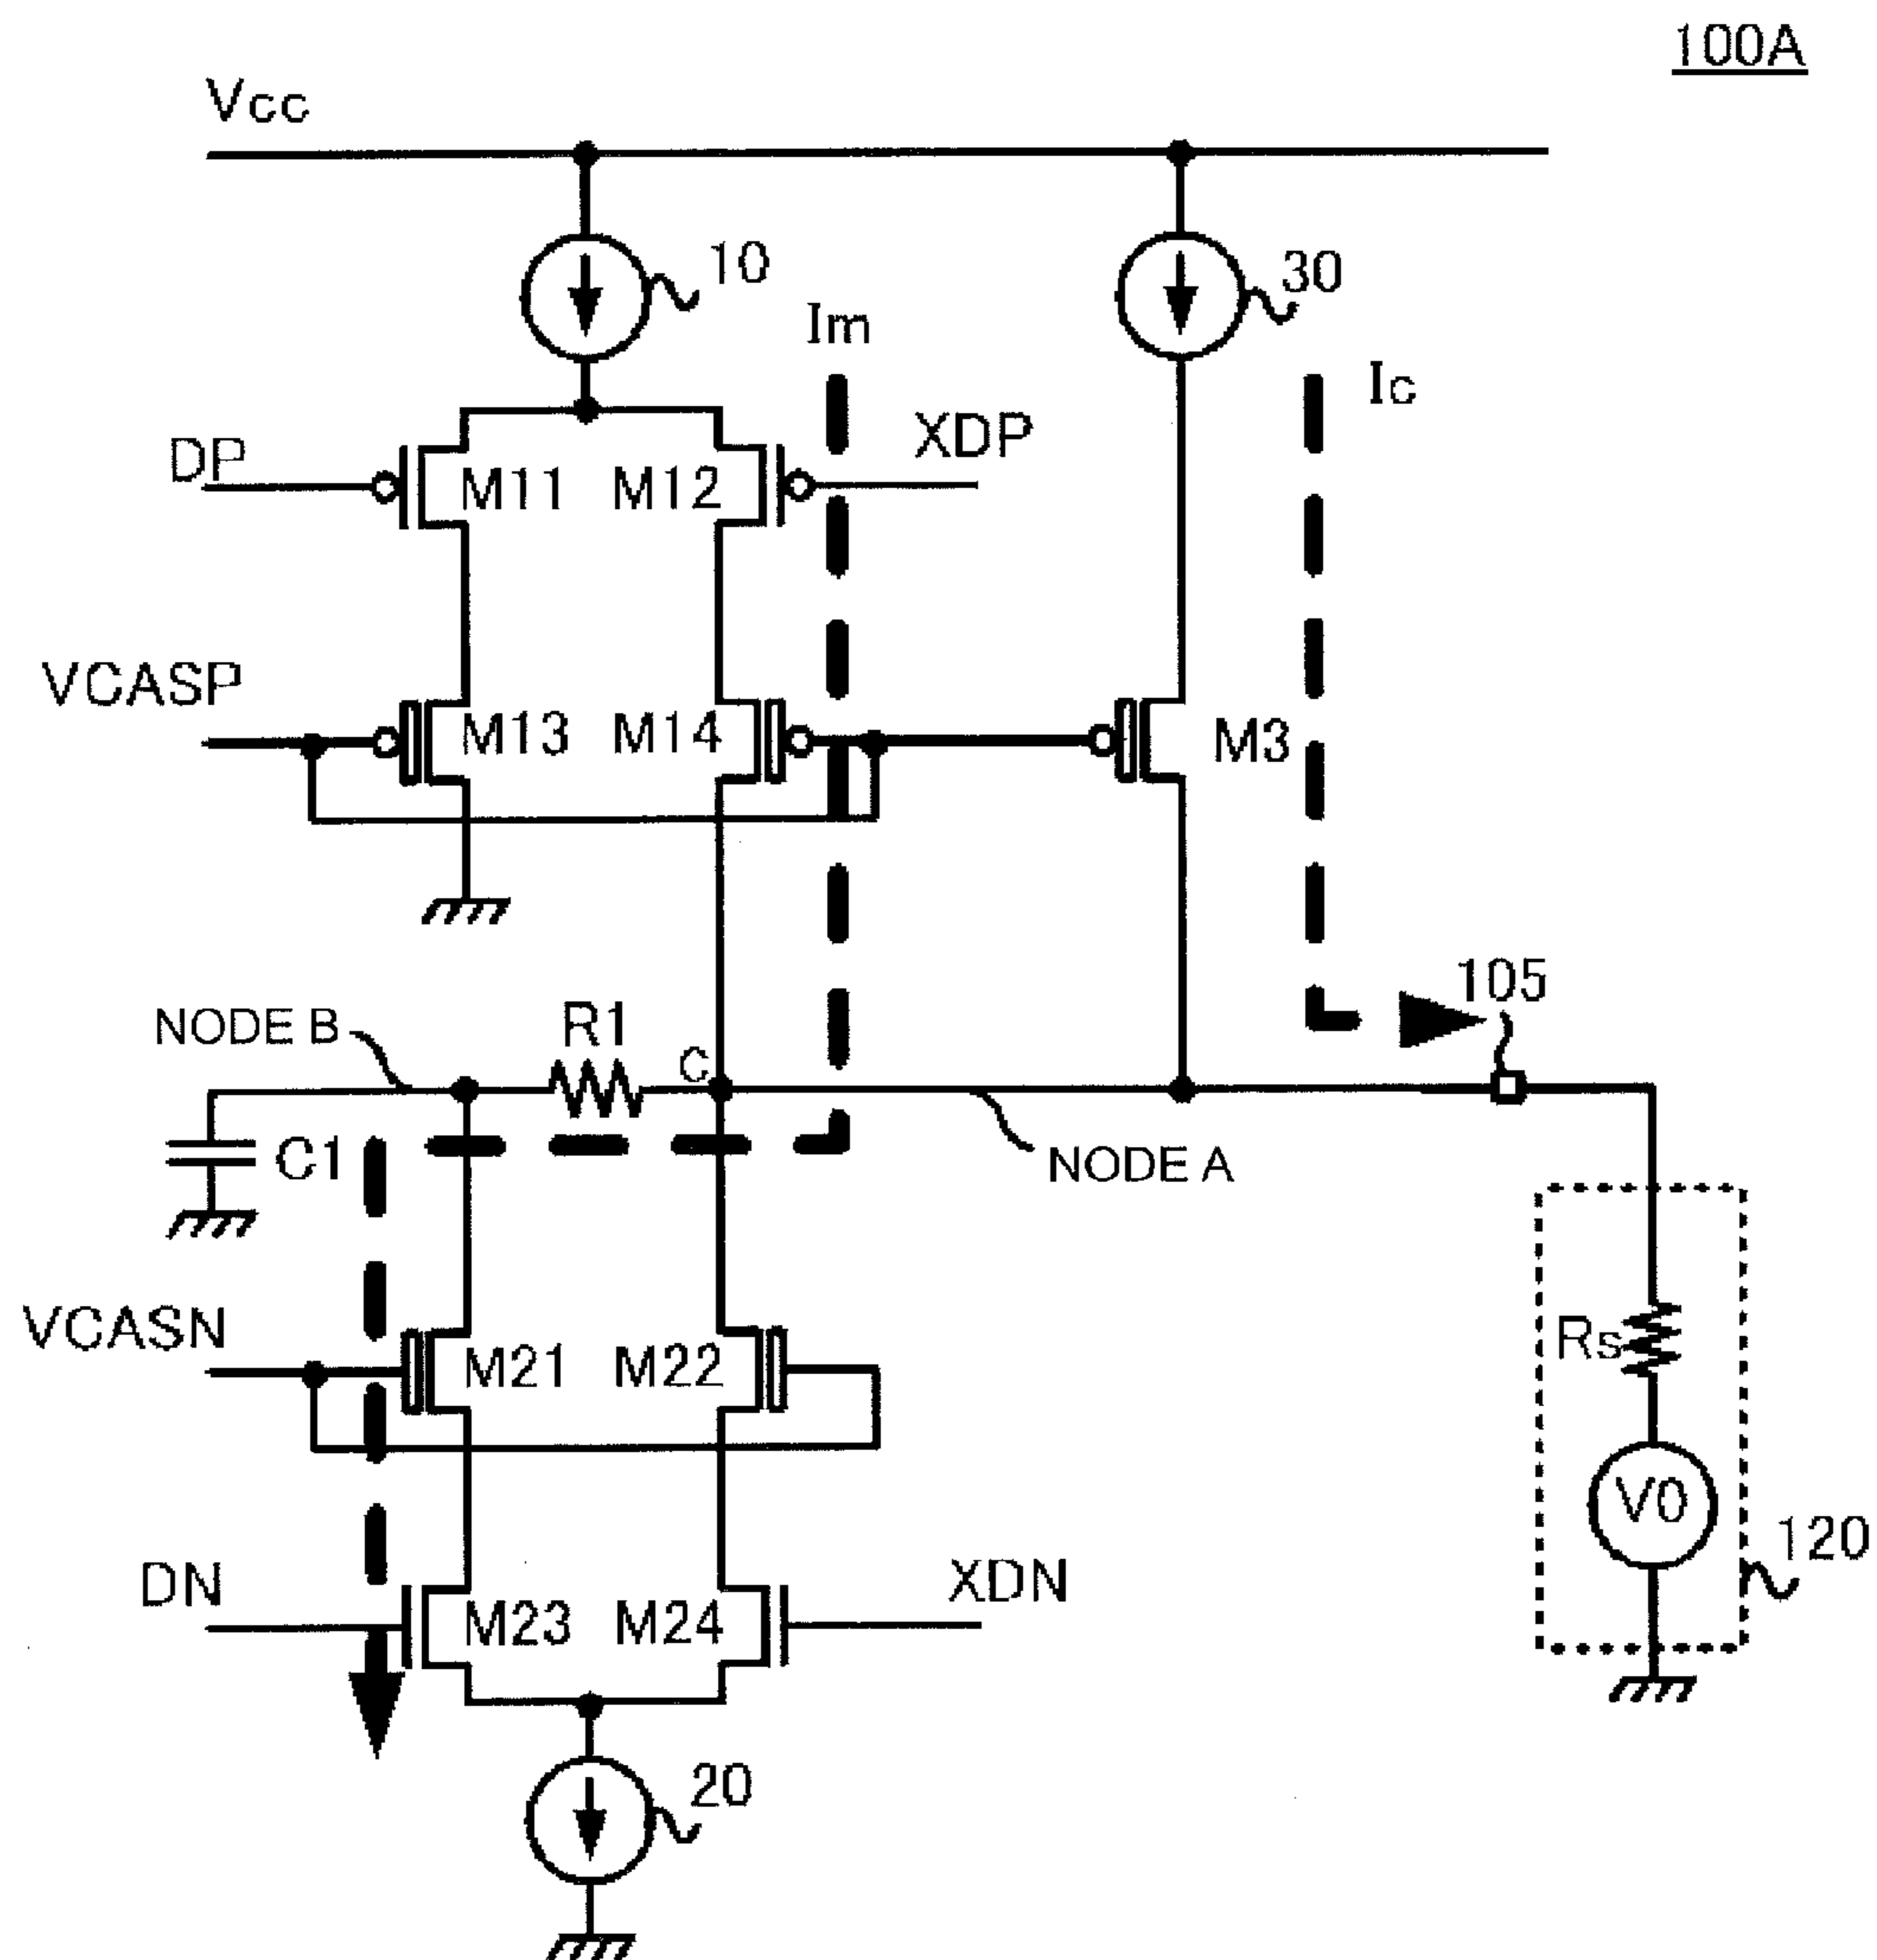 100A
Vcc
10
30
Im
Ic
DP
M11
M12
XDP
VCASP
M13
M14
M3
105
NODE B
R1
C
C1
NODE A
VCASN
M21
M22
Rs
V0
120
DN
M23
M24
XDN
20